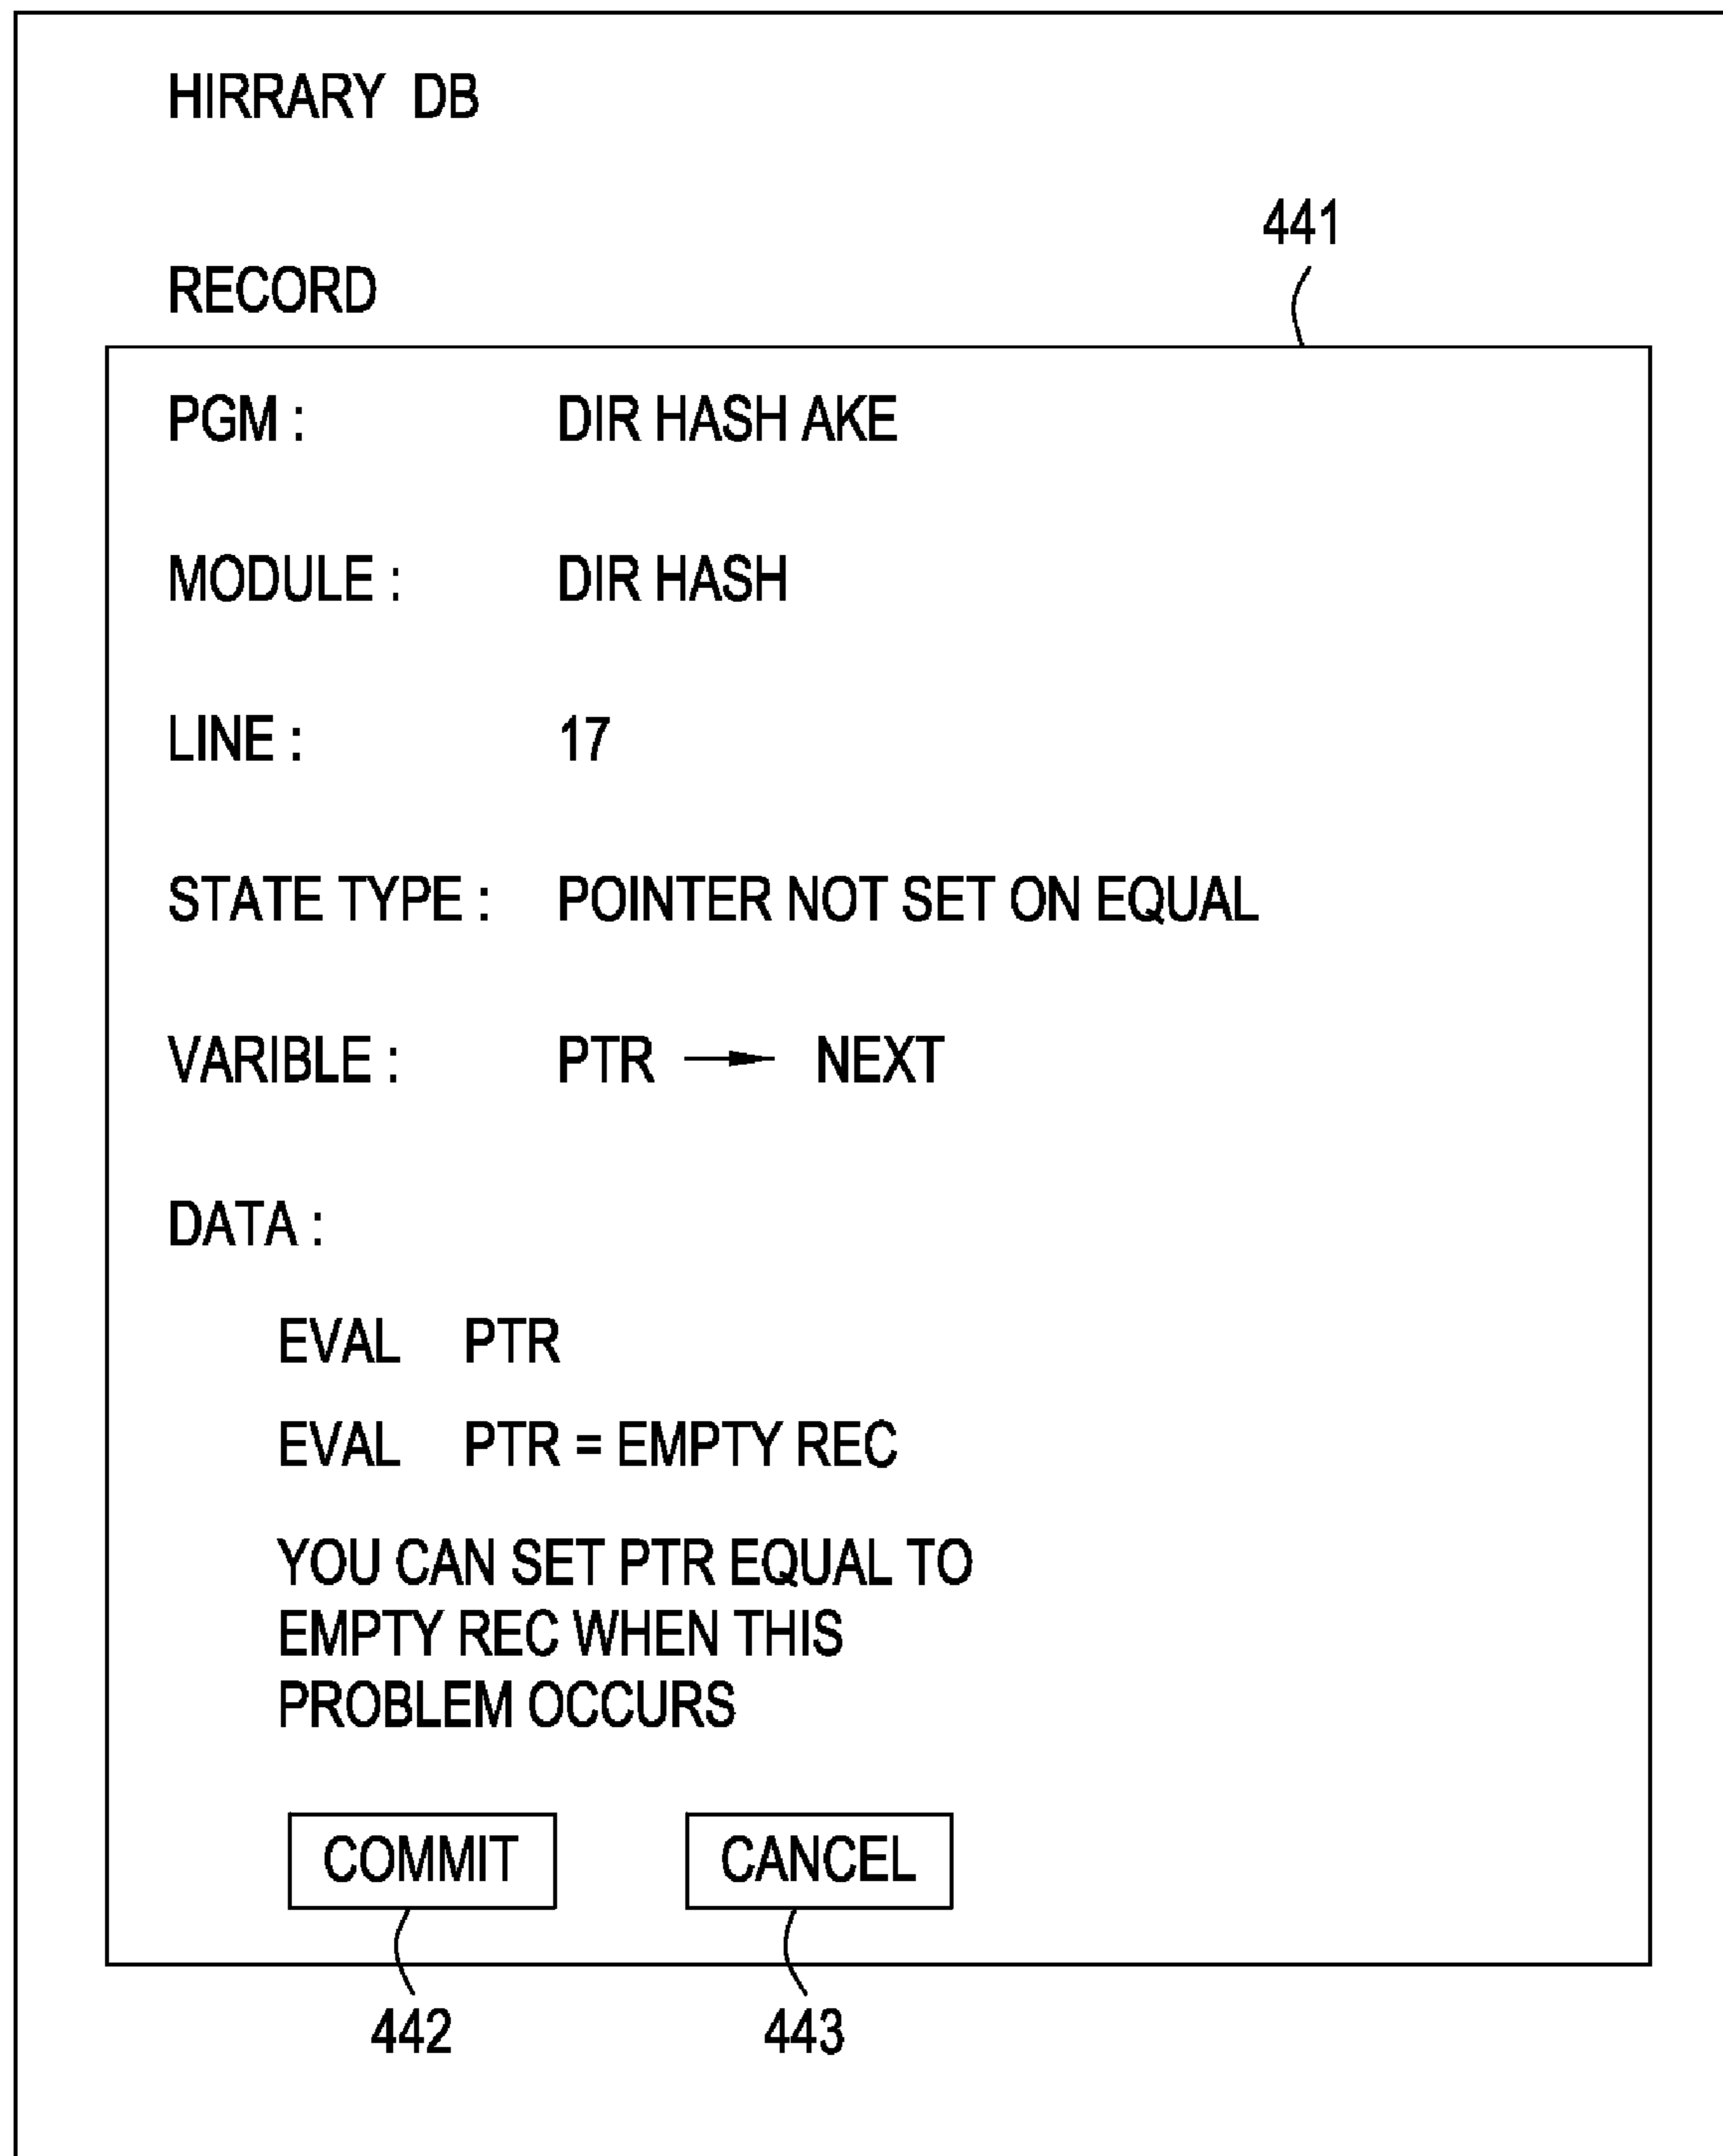 HIRRARY DB
441
RECORD
PGM : DIR HASH AKE
MODULE : DIR HASH
LINE : 17
STATE TYPE : POINTER NOT SET ON EQUAL
VARIBLE : PTR → NEXT
DATA :
EVAL PTR
EVAL PTR = EMPTY REC
YOU CAN SET PTR EQUAL TO
EMPTY REC WHEN THIS
PROBLEM OCCURS
COMMIT CANCEL
442 443